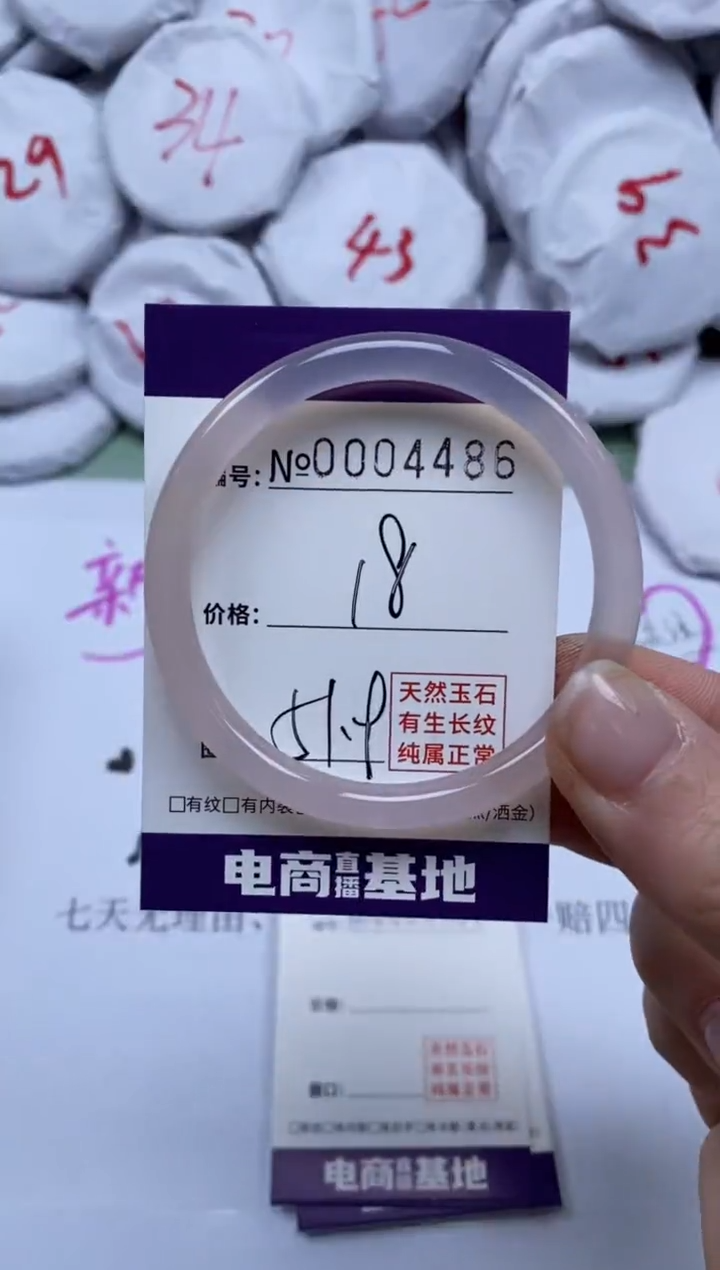 29
34
43
53
号:№0004486
价格: 18
51.9
天然玉石
有生长纹
纯属正常
□有纹□有内
/洒金)
电商直播基地
七天无理由、
赔四
电商直播基地